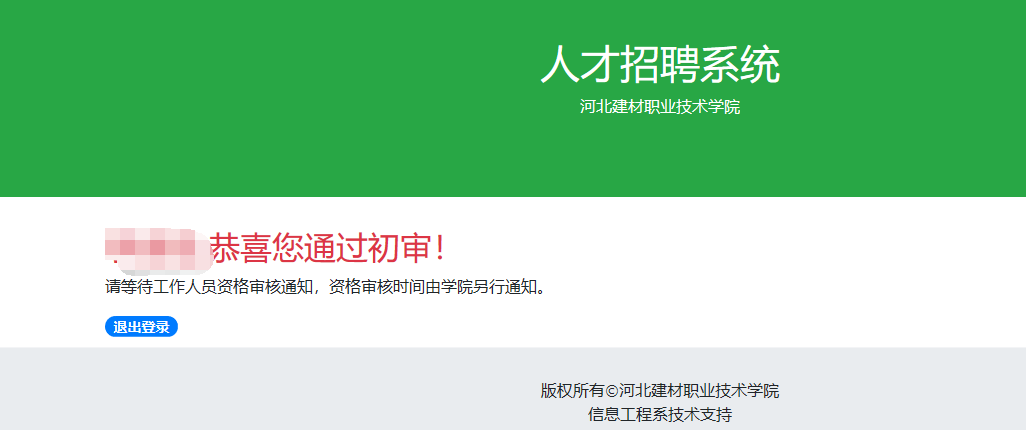 人才招聘系统
河北建材职业技术学院
恭喜您通过初审！
请等待工作人员资格审核通知，资格审核时间由学院另行通知。
退出登录
版权所有©河北建材职业技术学院
信息工程系技术支持